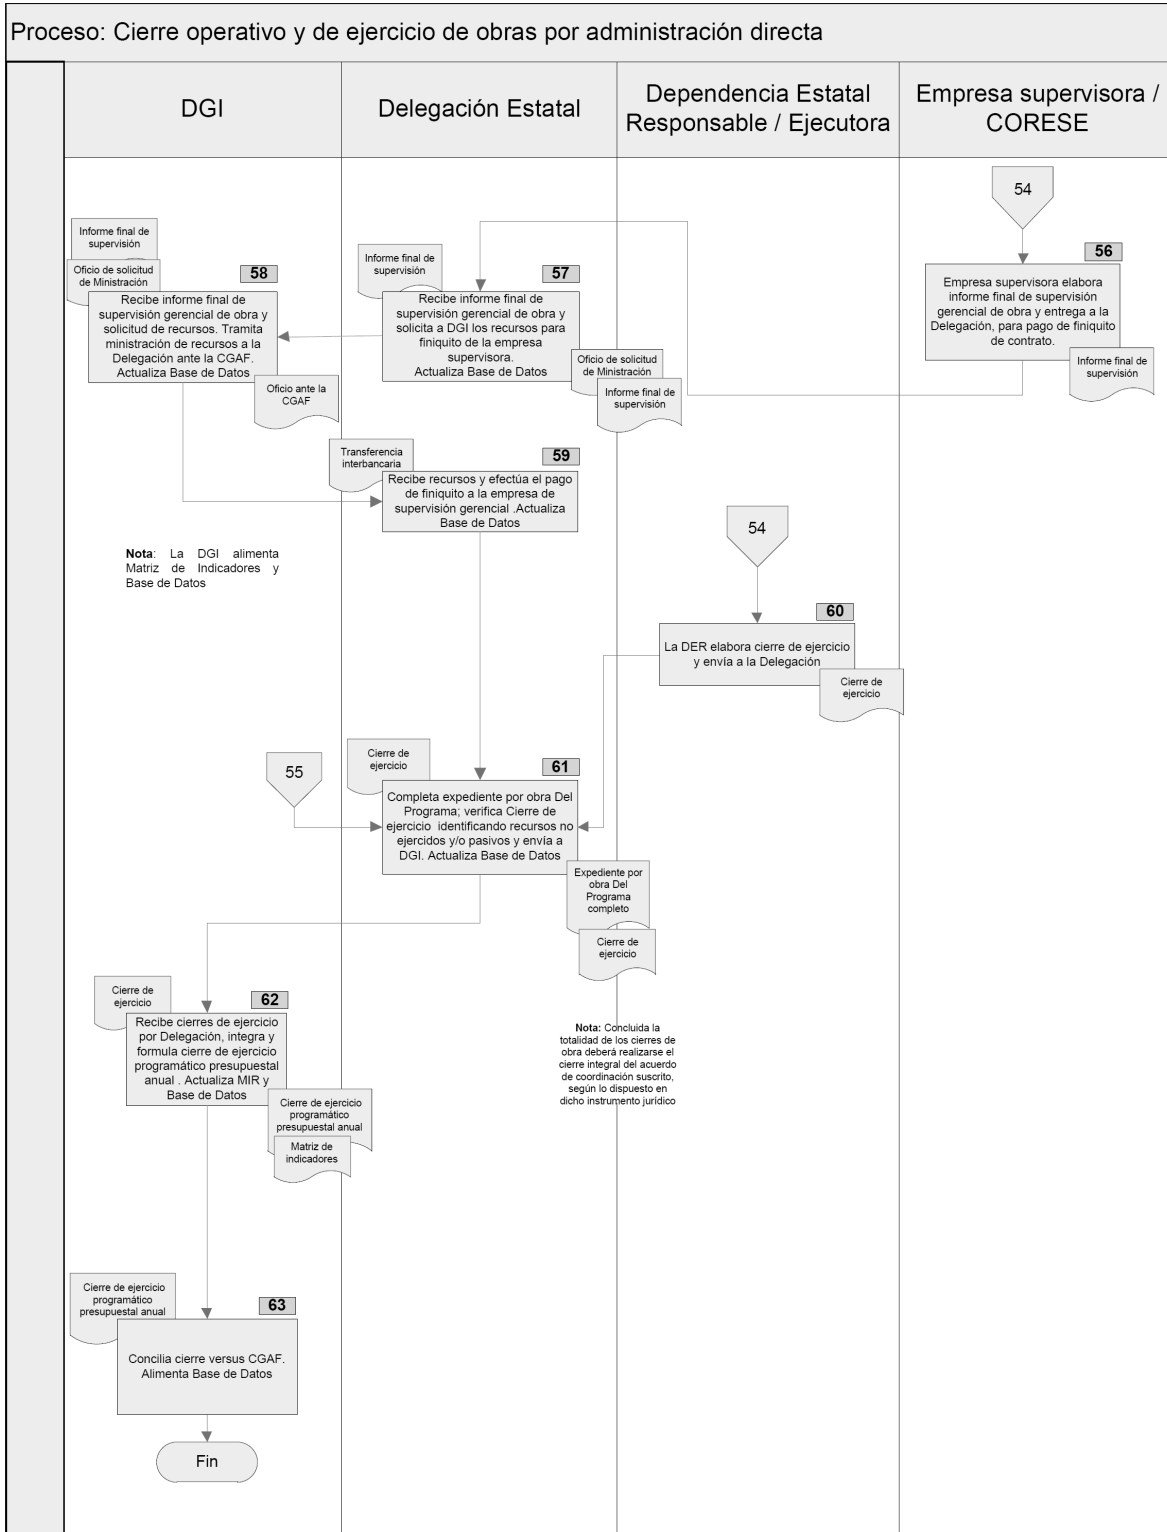 Proceso: Cierre operativo y de ejercicio de obras por administración directa
DGI
Delegación Estatal
Dependencia Estatal
Responsable / Ejecutora
Empresa supervisora /
CORESE
54
56
Empresa supervisora elabora
informe final de supervisión
gerencial de obra y entrega a la
Delegación, para pago de finiquito
de contrato.
Informe final de
supervisión
Informe final de
supervisión
57
Recibe informe final de
supervisión gerencial de obra y
solicita a DGI los recursos para
finiquito de la empresa
supervisora.
Actualiza Base de Datos
Oficio de solicitud
de Ministración
Informe final de
supervisión
Informe final de
supervisión
Oficio de solicitud
de Ministración
58
Recibe informe final de
supervisión gerencial de obra y
solicitud de recursos. Tramita
ministración de recursos a la
Delegación ante la CGAF.
Actualiza Base de Datos
Oficio ante la
CGAF
Transferencia
interbancaria
59
Recibe recursos y efectúa el pago
de finiquito a la empresa de
supervisión gerencial .Actualiza
Base de Datos
Nota: La DGI alimenta
Matriz de Indicadores y
Base de Datos
54
60
La DER elabora cierre de ejercicio
y envía a la Delegación
Cierre de
ejercicio
55
Cierre de
ejercicio
61
Completa expediente por obra Del
Programa; verifica Cierre de
ejercicio identificando recursos no
ejercidos y/o pasivos y envía a
DGI. Actualiza Base de Datos
Expediente por
obra Del
Programa
completo
Cierre de
ejercicio
Cierre de
ejercicio
62
Recibe cierres de ejercicio
por Delegación, integra y
formula cierre de ejercicio
programático presupuestal
anual . Actualiza MIR y
Base de Datos
Cierre de ejercicio
programático
presupuestal anual
Matriz de
indicadores
Nota: Concluida la
totalidad de los cierres de
obra deberá realizarse el
cierre integral del acuerdo
de coordinación suscrito,
según lo dispuesto en
dicho instrumento jurídico
Cierre de ejercicio
programático
presupuestal anual
63
Concilia cierre versus CGAF.
Alimenta Base de Datos
Fin